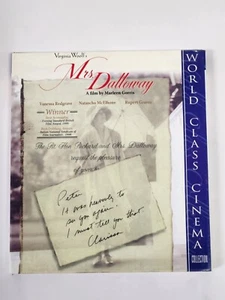 Virginia Woolf's
Mrs Dalloway
A film by Marleen Gorris
Vanessa Redgrave Natascha McElhone Rupert Graves
Winner
The Hon. Richard and Mrs Dalloway
request the pleasure
of
Peter,
it was heavenly to
see you again.
I must tell you that
Clarissa
WORLD CLASS CINEMA
COLLECTION